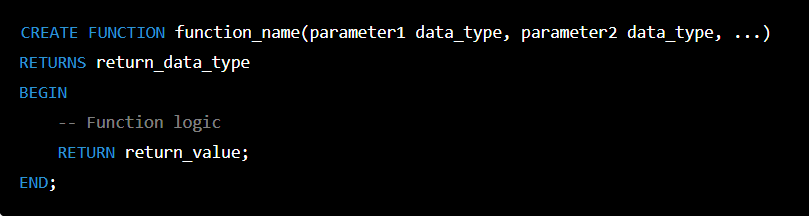 CREATE FUNCTION function_name(parameter1 data_type, parameter2 data_type, ...)
RETURNS return_data_type
BEGIN
    -- Function logic
    RETURN return_value;
END;